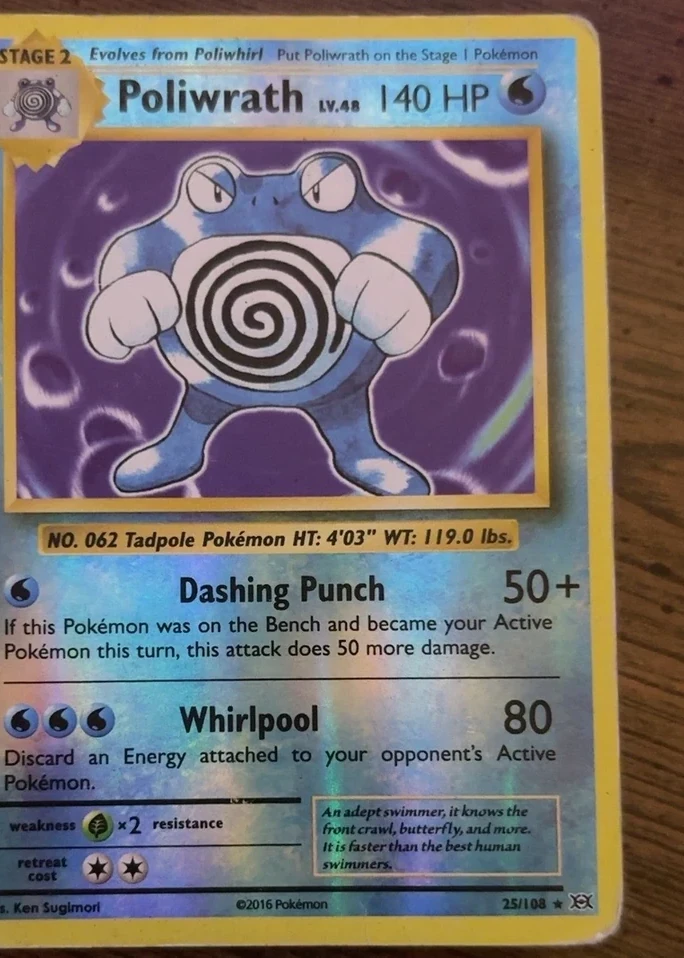 STAGE 2 Evolves from Poliwhirl Put Poliwrath on the Stage 1 Pokémon
Poliwrath LV.48 140 HP
NO. 062 Tadpole Pokémon HT: 4'03" WT: 119.0 lbs.
Dashing Punch 50+
If this Pokémon was on the Bench and became your Active
Pokémon this turn, this attack does 50 more damage.
Whirlpool 80
Discard an Energy attached to your opponent's Active
Pokémon.
weakness ×2 resistance
retreat
cost
An adept swimmer, it knows the
front crawl, butterfly, and more.
It is faster than the best human
swimmers.
s. Ken Sugimori ©2016 Pokémon 25/108 ★